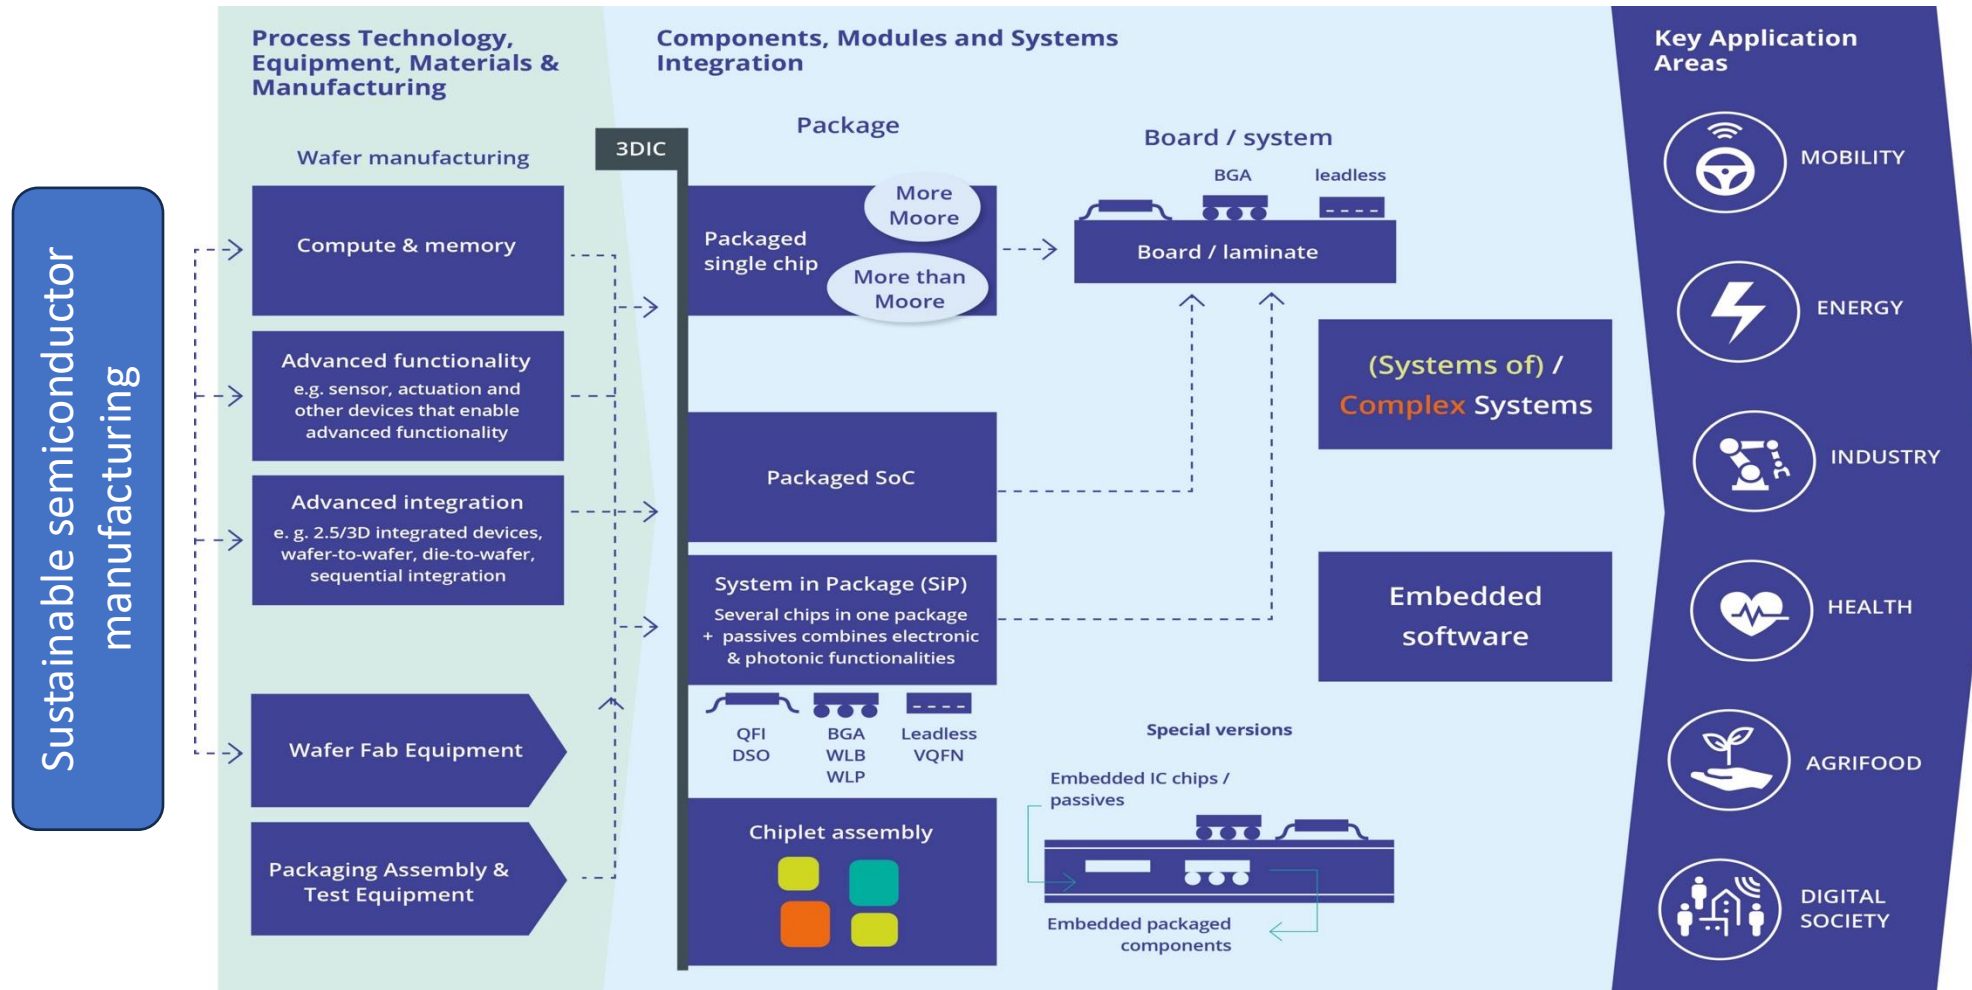 Sustainable semiconductor
manufacturing
Process Technology,
Equipment, Materials &
Manufacturing
Wafer manufacturing
Compute & memory
Advanced functionality
e.g. sensor, actuation and
other devices that enable
advanced functionality
Advanced integration
e. g. 2.5/3D integrated devices,
wafer-to-wafer, die-to-wafer,
sequential integration
Wafer Fab Equipment
Packaging Assembly &
Test Equipment
Components, Modules and Systems
Integration
3DIC
Package
More
Moore
Packaged
single chip
More than
Moore
Packaged SoC
System in Package (SiP)
Several chips in one package
+ passives combines electronic
& photonic functionalities
QFI
DSO
BGA
WLB
WLP
Leadless
VQFN
Chiplet assembly
Board / system
BGA
leadless
Board / laminate
(Systems of) /
Complex Systems
Embedded
software
Special versions
Embedded IC chips /
passives
Embedded packaged
components
Key Application
Areas
MOBILITY
ENERGY
INDUSTRY
HEALTH
AGRIFOOD
DIGITAL
SOCIETY